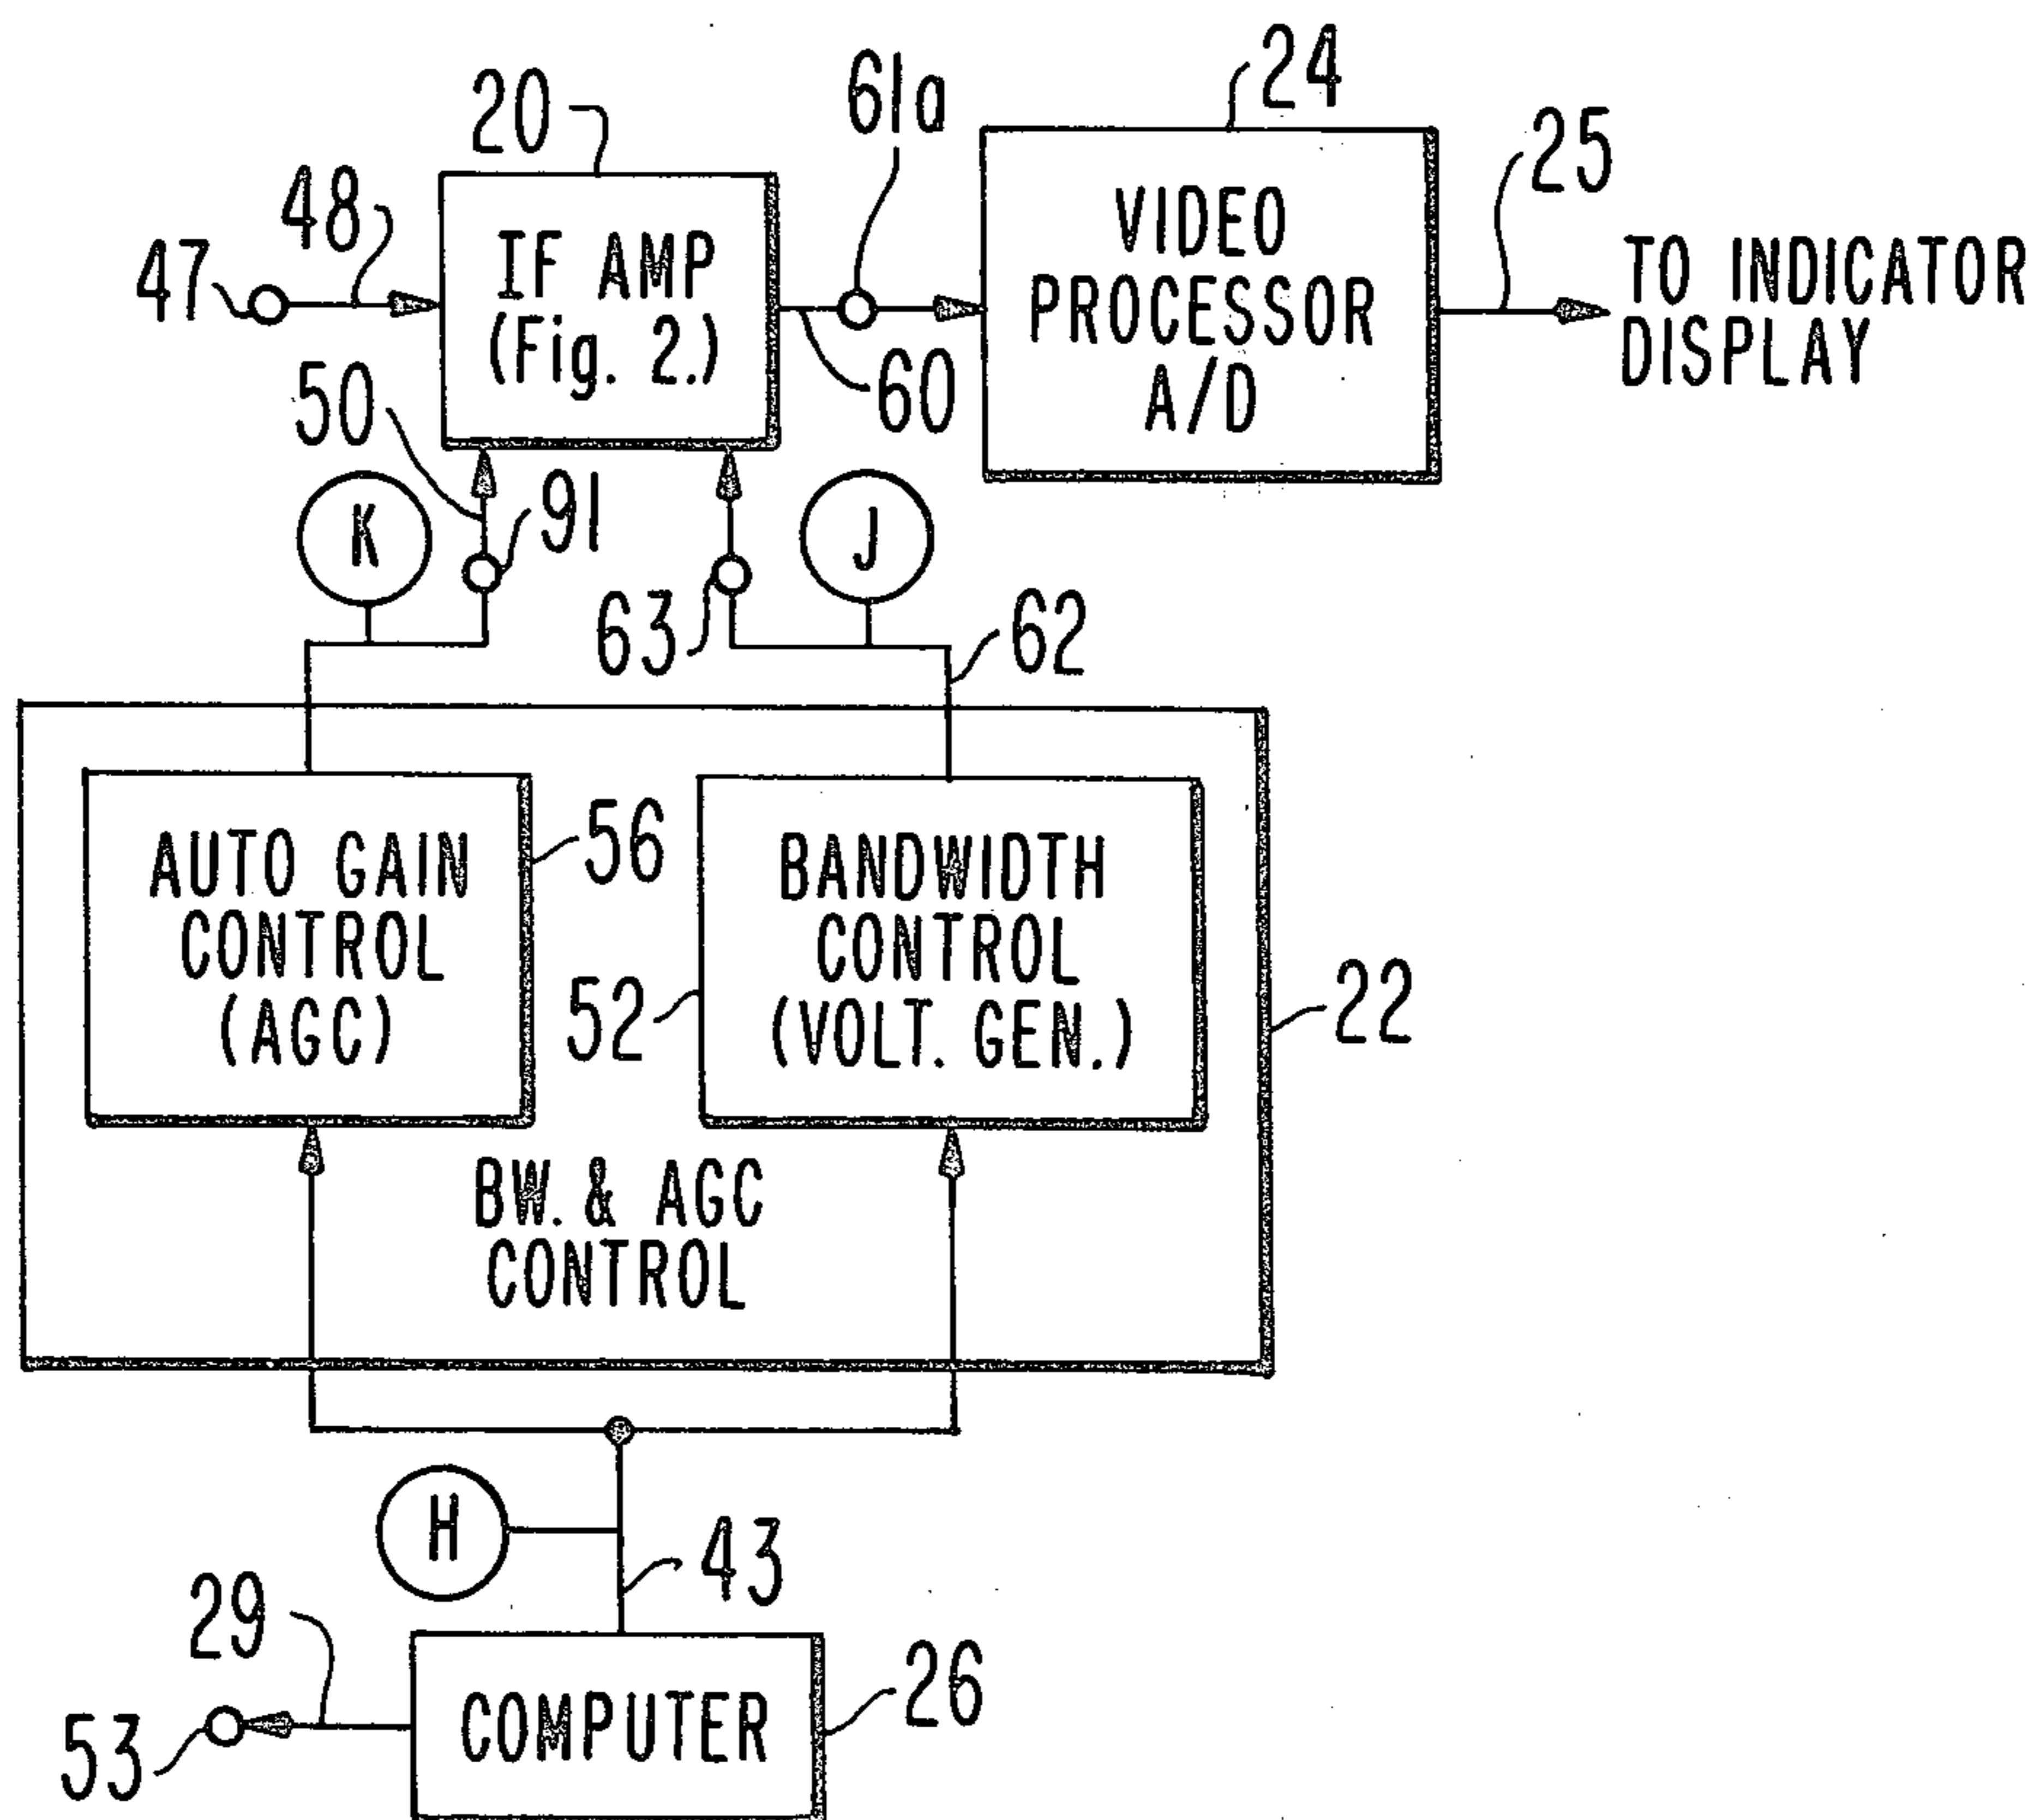 20
61a
24
25
48
47
IF AMP
(Fig. 2.)
VIDEO
PROCESSOR
A/D
TO INDICATOR
DISPLAY
60
50
K
91
J
63
62
AUTO GAIN
CONTROL
(AGC)
56
BANDWIDTH
CONTROL
(VOLT. GEN.)
52
22
BW. & AGC
CONTROL
H
43
29
53
COMPUTER
26